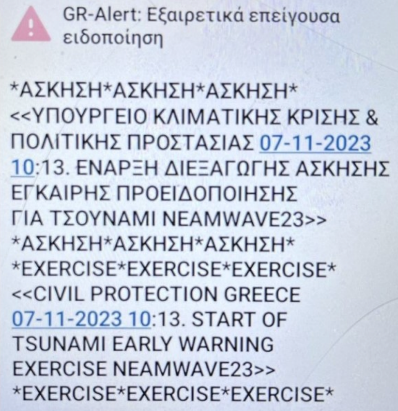 GR-Alert: Εξαιρετικά επείγουσα
ειδοποίηση
*ΑΣΚΗΣΗ*ΑΣΚΗΣΗ*ΑΣΚΗΣΗ*
<<ΥΠΟΥΡΓΕΙΟ ΚΛΙΜΑΤΙΚΗΣ ΚΡΙΣΗΣ &
ΠΟΛΙΤΙΚΗΣ ΠΡΟΣΤΑΣΙΑΣ 07-11-2023
10:13. ΕΝΑΡΞΗ ΔΙΕΞΑΓΩΓΗΣ ΑΣΚΗΣΗΣ
ΕΓΚΑΙΡΗΣ ΠΡΟΕΙΔΟΠΟΙΗΣΗΣ
ΓΙΑ ΤΣΟΥΝΑΜΙ NEAMWAVE23>>
*ΑΣΚΗΣΗ*ΑΣΚΗΣΗ*ΑΣΚΗΣΗ*
*EXERCISE*EXERCISE*EXERCISE*
<<CIVIL PROTECTION GREECE
07-11-2023 10:13. START OF
TSUNAMI EARLY WARNING
EXERCISE NEAMWAVE23>>
*EXERCISE*EXERCISE*EXERCISE*